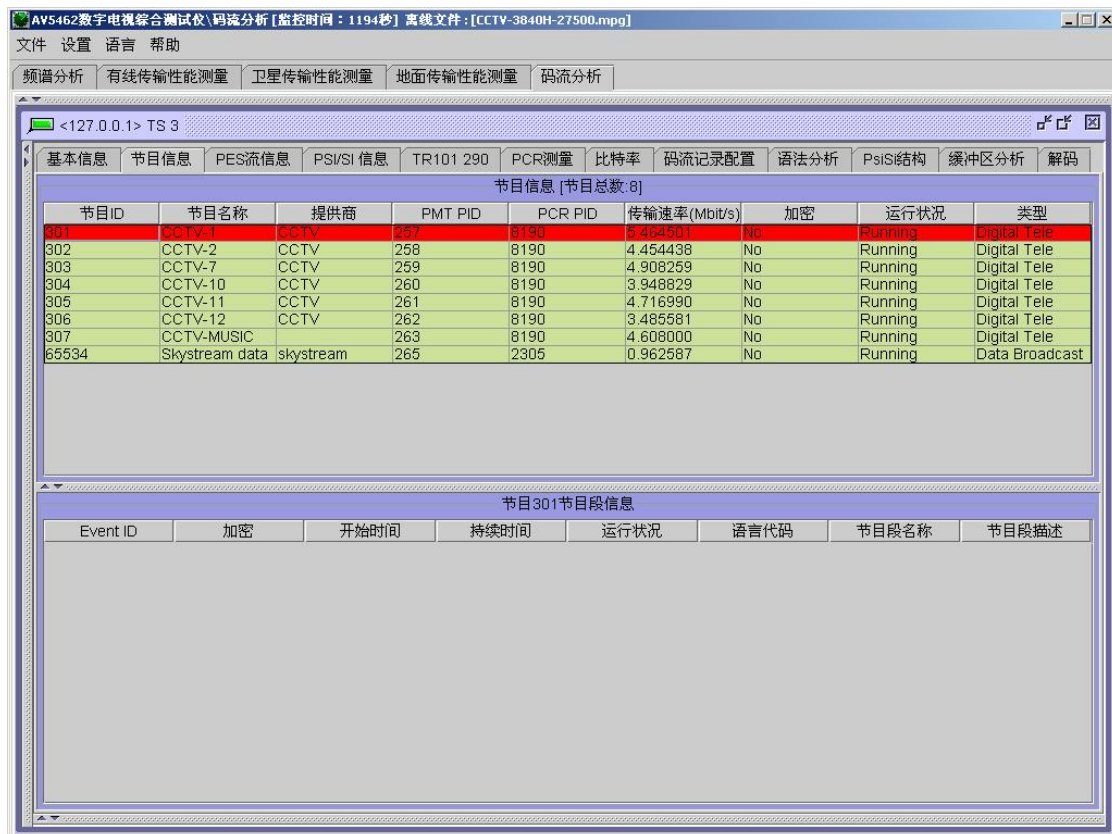 AV5462数字电视综合测试仪\码流分析[监控时间：1194秒] 离线文件:[CCTV-3840H-27500.mpg]
文件 设置 语言 帮助
频谱分析 有线传输性能测量 卫星传输性能测量 地面传输性能测量 码流分析
<127.0.0.1> TS 3
基本信息 节目信息 PES流信息 PSI/SI 信息 TR101 290 PCR测量 比特率 码流记录配置 语法分析 PsiSi结构 缓冲区分析 解码
节目信息 [节目总数:8]
节目ID 节目名称 提供商 PMT PID PCR PID 传输速率(Mbit/s) 加密 运行状况 类型
301 CCTV-1 CCTV 257 8190 5.464501 No Running Digital Tele
302 CCTV-2 CCTV 258 8190 4.454438 No Running Digital Tele
303 CCTV-7 CCTV 259 8190 4.908259 No Running Digital Tele
304 CCTV-10 CCTV 260 8190 3.948829 No Running Digital Tele
305 CCTV-11 CCTV 261 8190 4.716990 No Running Digital Tele
306 CCTV-12 CCTV 262 8190 3.485581 No Running Digital Tele
307 CCTV-MUSIC 263 8190 4.608000 No Running Digital Tele
65534 Skystream data skystream 265 2305 0.962587 No Running Data Broadcast
节目301节目段信息
Event ID 加密 开始时间 持续时间 运行状况 语言代码 节目段名称 节目段描述